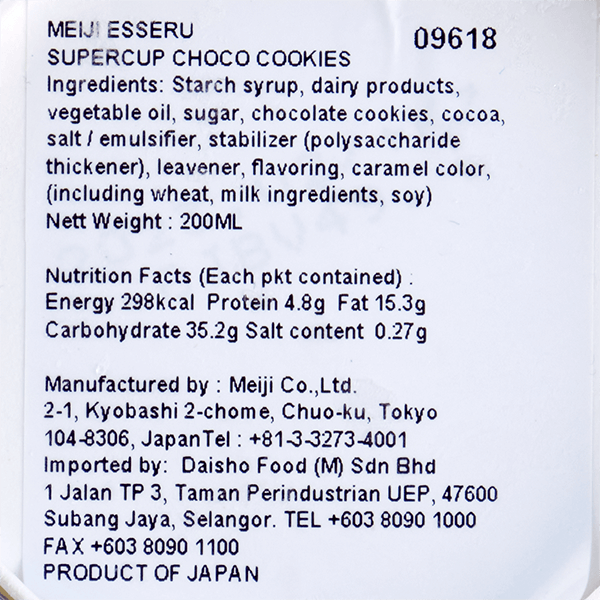 MEIJI ESSERU
09618
SUPERCUP CHOCO COOKIES
Ingredients: Starch syrup, dairy products,
vegetable oil, sugar, chocolate cookies, cocoa,
salt / emulsifier, stabilizer (polysaccharide
thickener), leavener, flavoring, caramel color,
(including wheat, milk ingredients, soy)
Nett Weight : 200ML
Nutrition Facts (Each pkt contained) :
Energy 298kcal Protein 4.8g Fat 15.3g
Carbohydrate 35.2g Salt content 0.27g
Manufactured by : Meiji Co.,Ltd.
2-1, Kyobashi 2-chome, Chuo-ku, Tokyo
104-8306, JapanTel : +81-3-3273-4001
Imported by: Daisho Food (M) Sdn Bhd
1 Jalan TP 3, Taman Perindustrian UEP, 47600
Subang Jaya, Selangor. TEL +603 8090 1000
FAX +603 8090 1100
PRODUCT OF JAPAN